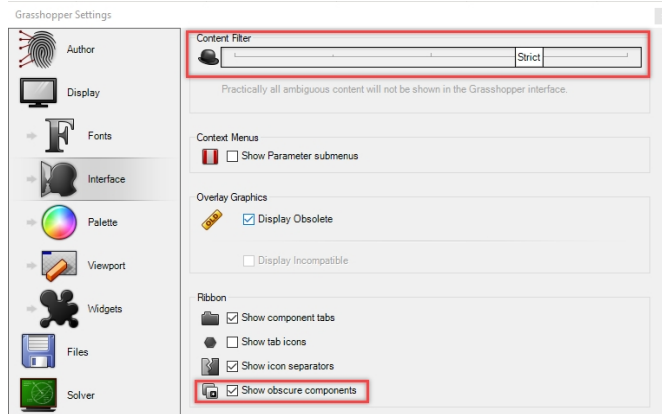 Grasshopper Settings
Author
Display
Fonts
Interface
Palette
Viewport
Widgets
Files
Solver
Content Filter
Strict
Practically all ambiguous content will not be shown in the Grasshopper interface.
Context Menus
Show Parameter submenus
Overlay Graphics
OLD
Display Obsolete
Display Incompatible
Ribbon
Show component tabs
Show tab icons
Show icon separators
Show obscure components